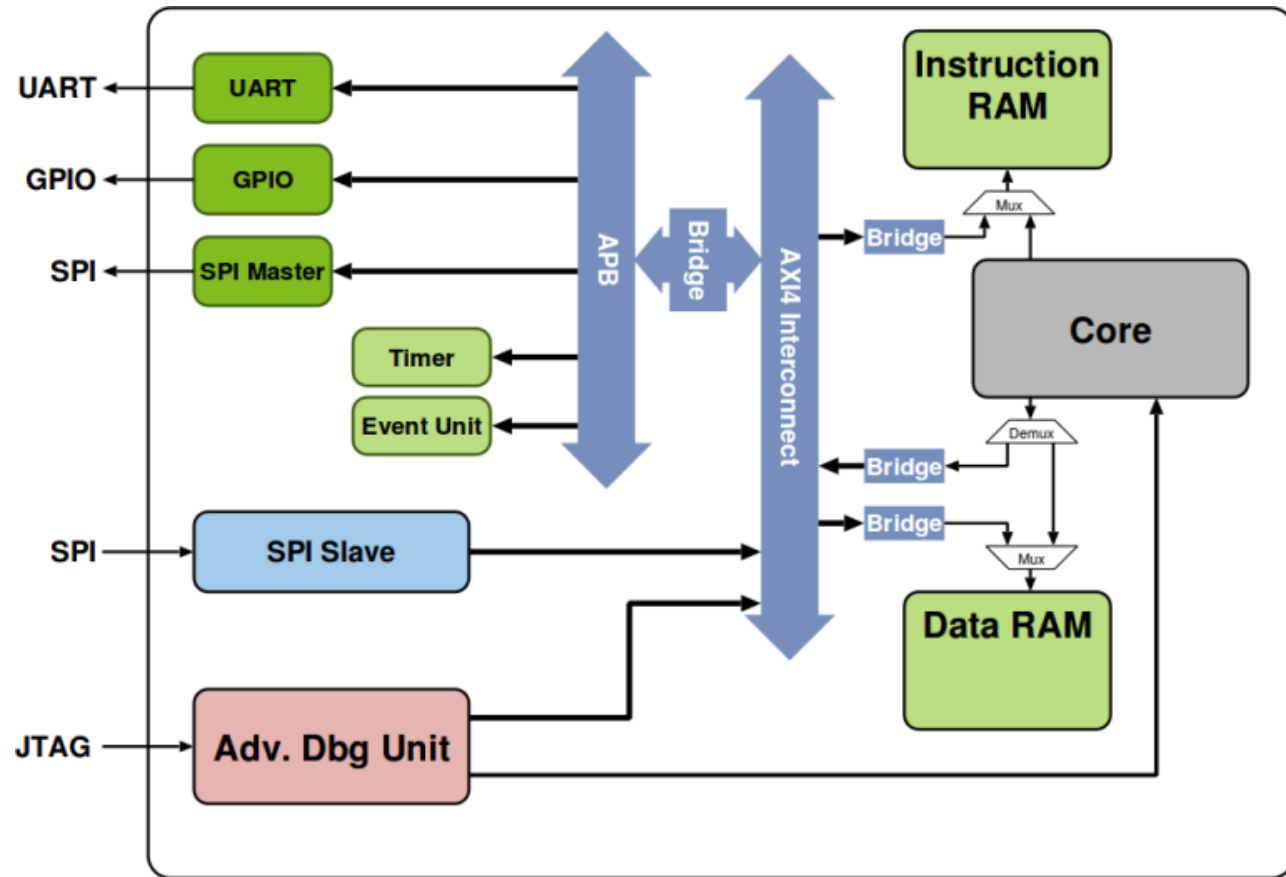 UART
UART
GPIO
GPIO
SPI
SPI Master
Timer
Event Unit
APB
Bridge
AXI4 Interconnect
Instruction
RAM
Mux
Bridge
Core
Demux
Bridge
Bridge
Mux
Data RAM
SPI
SPI Slave
JTAG
Adv. Dbg Unit